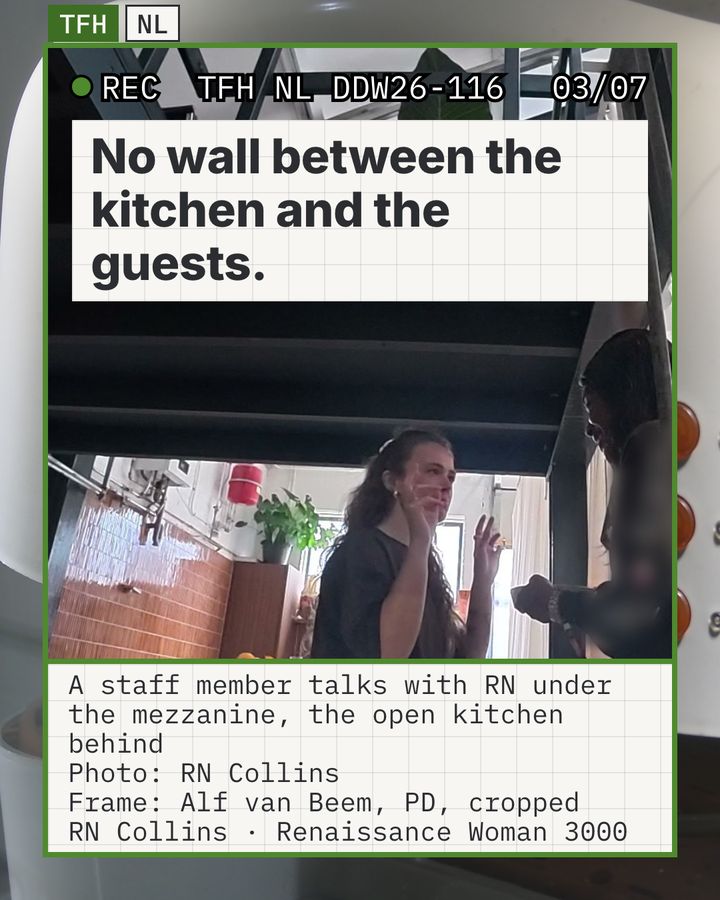 TFH NL
REC TFH NL DDW26-116 03/07
No wall between the
kitchen and the
guests.
A staff member talks with RN under
the mezzanine, the open kitchen
behind
Photo: RN Collins
Frame: Alf van Beem, PD, cropped
RN Collins · Renaissance Woman 3000